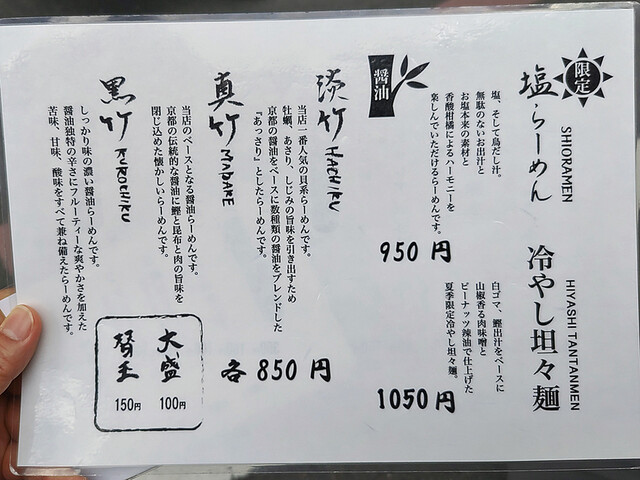 限定
塩らーめん
SHIORAMEN
塩、そして鳥だし汁。
無駄のないお出汁と
お塩本来の素材と
香酸柑橘によるハーモニーを
楽しんでいただけるらーめんです。
950円
冷やし坦々麺
HIYASHI TANTANMEN
白ゴマ、鰹出汁をベースに
山椒香る肉味噌と
ピーナッツ辣油で仕上げた
夏季限定冷やし坦々麺。
1050円
醤油
淡竹 HACHIKU
当店一番人気の貝系らーめんです。
牡蠣、あさり、しじみの旨味を引き出すため
京都の醤油をベースに数種類の醤油をブレンドした
『あっさり』としたらーめんです。
真竹 MADAKE
当店のベースとなる醤油らーめんです。
京都の伝統的な醤油に鰹と昆布と肉の旨味を
閉じ込めた懐かしいらーめんです。
黒竹 KUROCHIKU
しっかり味の濃い醤油らーめんです。
醤油独特の辛さにフルーティーな爽やかさを加えた
苦味、甘味、酸味をすべて兼ね備えたらーめんです。
各850円
大盛 100円
替玉 150円